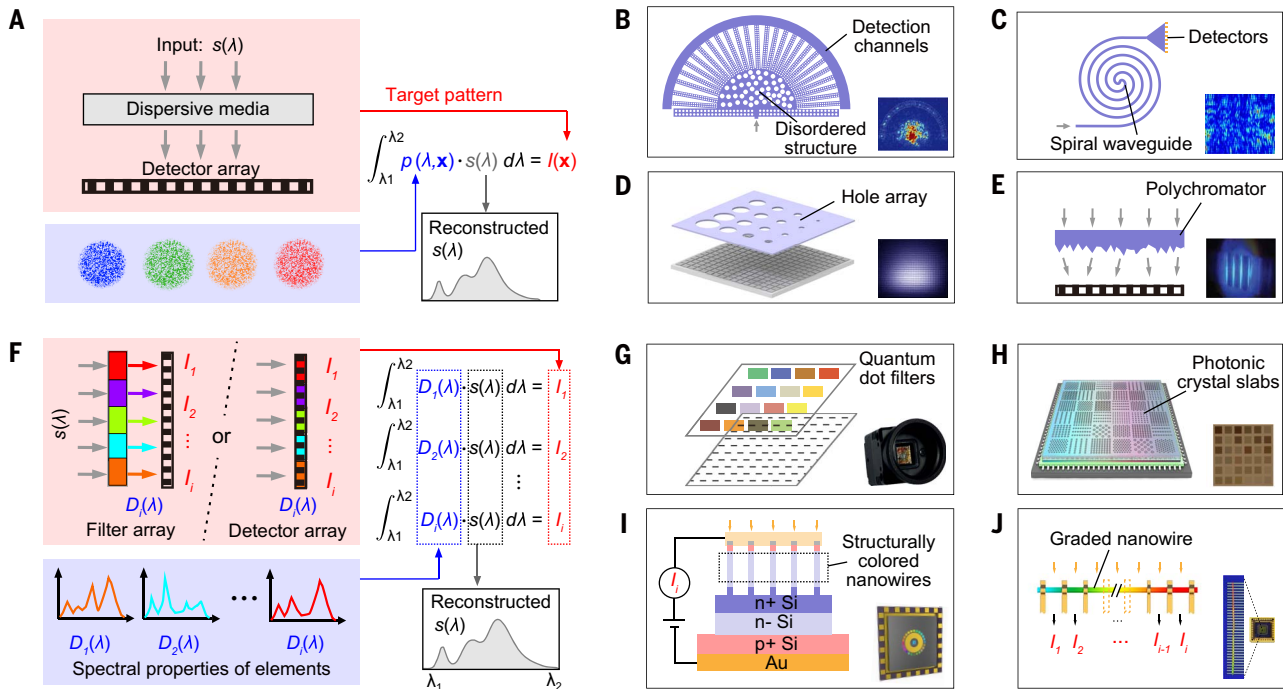 A
Input: s(λ)
Dispersive media
Detector array
Target pattern
∫λ1λ2 p (λ,x) · s(λ) dλ = I(x)
Reconstructed
s(λ)
B
Detection
channels
Disordered
structure
C
Detectors
Spiral waveguide
D
Hole array
E
Polychromator
F
s(λ)
I1
I2
⋮
Ii
Di(λ)
Filter array
or
I1
I2
⋮
Ii
Di(λ)
Detector array
∫λ1λ2 D1(λ) · s(λ) dλ = I1
∫λ1λ2 D2(λ) · s(λ) dλ = I2
⋮
∫λ1λ2 Di(λ) · s(λ) dλ = Ii
D1(λ) D2(λ) ••• Di(λ)
Spectral properties of elements
Reconstructed
s(λ)
λ1 λ2
G
Quantum
dot filters
H
Photonic
crystal slabs
I
Ii
Structurally
colored
nanowires
n+ Si
n- Si
p+ Si
Au
J
Graded nanowire
//
...
I1 I2 ... Ii-1 Ii